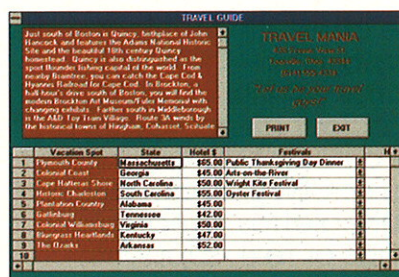 TRAVEL GUIDE
Just south of Boston is Quincy, birthplace of John
Hancock and features the Adams National Historic
Site and the beautiful 18th century Quincy
homestead. Quincy is also distinguished as the
sport flounder fishing capital of the world. From
nearby Braintree, you can catch the Cape Cod &
Hyannis Railroad for Cape Cod. In Brockton, a
half hour's drive south of Boston, you will find the
modern Brockton Art Museum/Fuller Memorial with
changing exhibits. Farther south in Middleborough
is the A&D Toy Train Village. Route 3A winds by
the historical towns of Hingham, Cohasset, Scituate
TRAVEL MANIA
travel
PRINT EXIT
Vacation Spot State Hotel $ Festivals H
1 Plymouth County Massachusetts $65.00 Public Thanksgiving Day Dinner
2 Colonial Coast Georgia $45.00 Arts-on-the-River
3 Cape Hatteras Shore North Carolina $50.00 Wright Kite Festival
4 Historic Charleston South Carolina $55.00 Oyster Festival
5 Plantation Country Alabama $45.00
6 Gatlinburg Tennessee $42.00
7 Colonial Williamsburg Virginia $50.00
8 Bluegrass Heartlands Kentucky $47.00
9 The Ozarks Arkansas $52.00
10